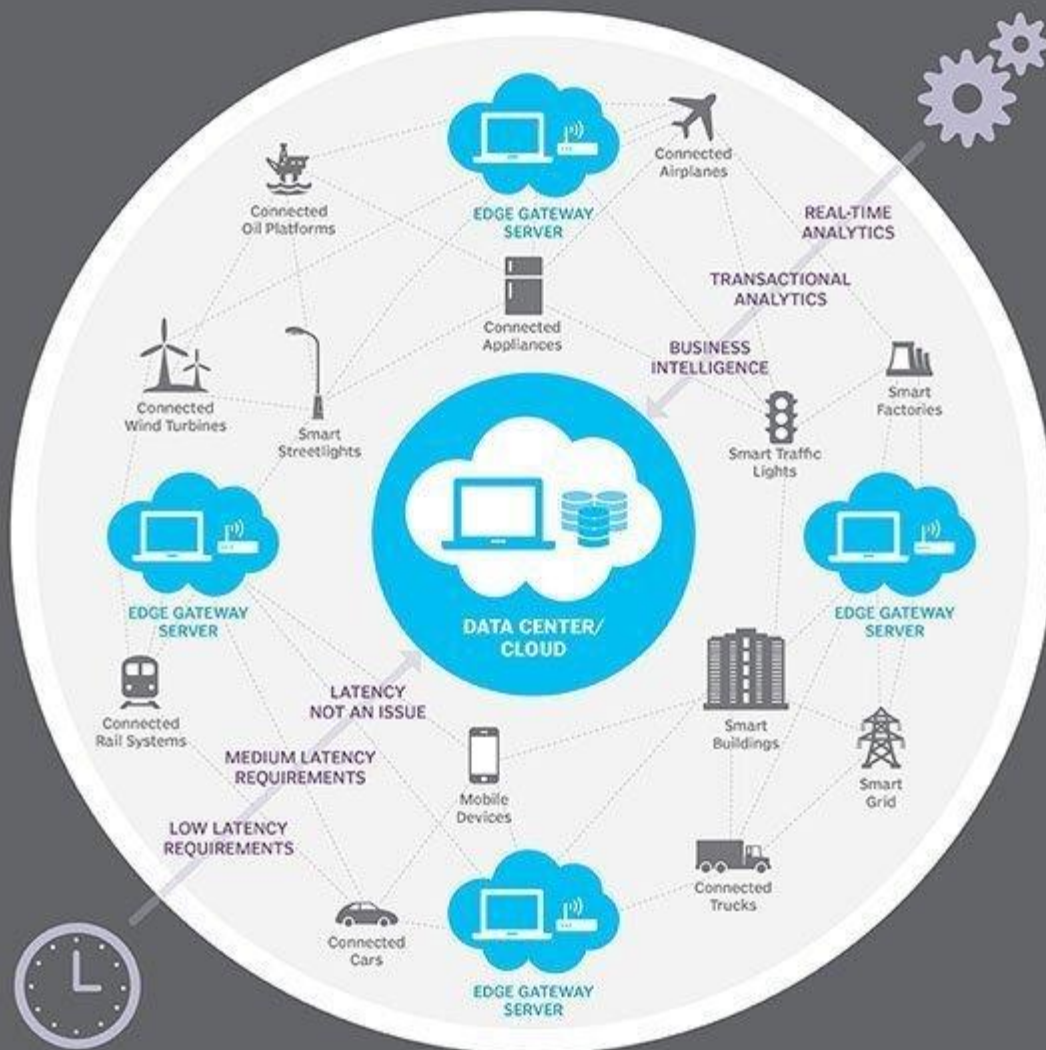 Connected
Airplanes
Connected
Oil Platforms
EDGE GATEWAY
SERVER
REAL-TIME
ANALYTICS
TRANSACTIONAL
ANALYTICS
Connected
Appliances
BUSINESS
INTELLIGENCE
Connected
Wind Turbines
Smart
Streetlights
Smart
Factories
Smart Traffic
Lights
EDGE GATEWAY
SERVER
DATA CENTER/
CLOUD
EDGE GATEWAY
SERVER
Connected
Rail Systems
LATENCY
NOT AN ISSUE
Smart
Buildings
MEDIUM LATENCY
REQUIREMENTS
Mobile
Devices
Smart
Grid
LOW LATENCY
REQUIREMENTS
Connected
Trucks
Connected
Cars
EDGE GATEWAY
SERVER